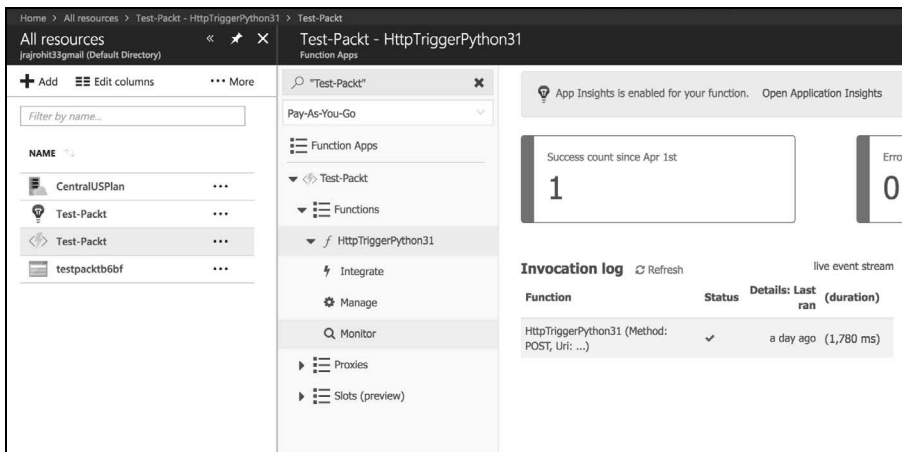 Home > All resources > Test-Packt - HttpTriggerPython31 > Test-Packt
All resources
jrajrohit33gmail (Default Directory)
Test-Packt - HttpTriggerPython31
Function Apps
Add Edit columns ••• More
Filter by name...
NAME
CentralUSPlan •••
Test-Packt •••
Test-Packt •••
testpacktb6bf •••
"Test-Packt"
Pay-As-You-Go
Function Apps
Test-Packt
Functions
HttpTriggerPython31
Integrate
Manage
Monitor
Proxies
Slots (preview)
App Insights is enabled for your function. Open Application Insights
Success count since Apr 1st
1
Erro
0
Invocation log Refresh live event stream
Function Status Details: Last ran (duration)
HttpTriggerPython31 (Method: POST, Uri: ...) a day ago (1,780 ms)